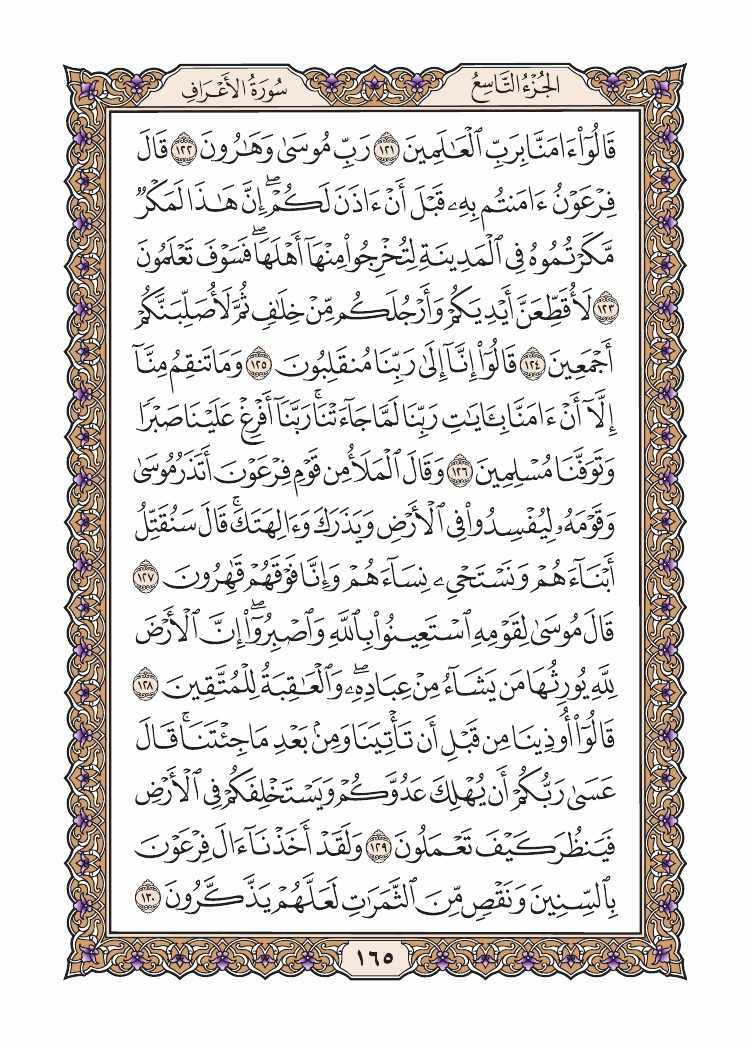 الجُزْءُ التَّاسِعُ
سُورَةُ الأَعْرَافِ
قَالُوٓا۟ ءَامَنَّا بِرَبِّ ٱلْعَٰلَمِينَ ١٢١ رَبِّ مُوسَىٰ وَهَٰرُونَ ١٢٢ قَالَ
فِرْعَوْنُ ءَامَنتُم بِهِۦ قَبْلَ أَنْ ءَاذَنَ لَكُمْ ۖ إِنَّ هَٰذَا لَمَكْرٌ
مَّكَرْتُمُوهُ فِى ٱلْمَدِينَةِ لِتُخْرِجُوا۟ مِنْهَآ أَهْلَهَا ۖ فَسَوْفَ تَعْلَمُونَ
١٢٣ لَأُقَطِّعَنَّ أَيْدِيَكُمْ وَأَرْجُلَكُم مِّنْ خِلَٰفٍ ثُمَّ لَأُصَلِّبَنَّكُمْ
أَجْمَعِينَ ١٢٤ قَالُوٓا۟ إِنَّآ إِلَىٰ رَبِّنَا مُنقَلِبُونَ ١٢٥ وَمَا تَنقِمُ مِنَّآ
إِلَّآ أَنْ ءَامَنَّا بِـَٔايَٰتِ رَبِّنَا لَمَّا جَآءَتْنَا ۚ رَبَّنَآ أَفْرِغْ عَلَيْنَا صَبْرًا
وَتَوَفَّنَا مُسْلِمِينَ ١٢٦ وَقَالَ ٱلْمَلَأُ مِن قَوْمِ فِرْعَوْنَ أَتَذَرُ مُوسَىٰ
وَقَوْمَهُۥ لِيُفْسِدُوا۟ فِى ٱلْأَرْضِ وَيَذَرَكَ وَءَالِهَتَكَ ۚ قَالَ سَنُقَتِّلُ
أَبْنَآءَهُمْ وَنَسْتَحْىِۦ نِسَآءَهُمْ وَإِنَّا فَوْقَهُمْ قَٰهِرُونَ ١٢٧
قَالَ مُوسَىٰ لِقَوْمِهِ ٱسْتَعِينُوا۟ بِٱللَّهِ وَٱصْبِرُوٓا۟ ۖ إِنَّ ٱلْأَرْضَ
لِلَّهِ يُورِثُهَا مَن يَشَآءُ مِنْ عِبَادِهِۦ ۖ وَٱلْعَٰقِبَةُ لِلْمُتَّقِينَ ١٢٨
قَالُوٓا۟ أُوذِينَا مِن قَبْلِ أَن تَأْتِيَنَا وَمِنۢ بَعْدِ مَا جِئْتَنَا ۚ قَالَ
عَسَىٰ رَبُّكُمْ أَن يُهْلِكَ عَدُوَّكُمْ وَيَسْتَخْلِفَكُمْ فِى ٱلْأَرْضِ
فَيَنظُرَ كَيْفَ تَعْمَلُونَ ١٢٩ وَلَقَدْ أَخَذْنَآ ءَالَ فِرْعَوْنَ
بِٱلسِّنِينَ وَنَقْصٍ مِّنَ ٱلثَّمَرَٰتِ لَعَلَّهُمْ يَذَّكَّرُونَ ١٣٠
١٦٥